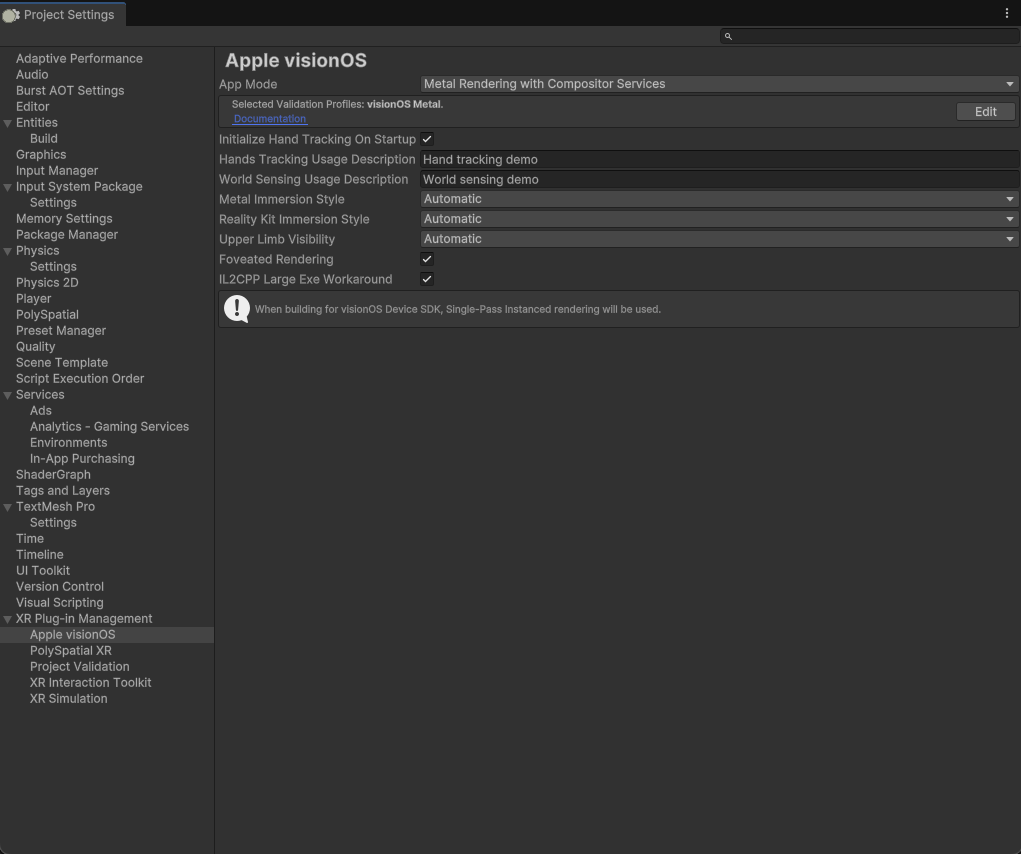 Project Settings
Adaptive Performance
Audio
Burst AOT Settings
Editor
Entities
Build
Graphics
Input Manager
Input System Package
Settings
Memory Settings
Package Manager
Physics
Settings
Physics 2D
Player
PolySpatial
Preset Manager
Quality
Scene Template
Script Execution Order
Services
Ads
Analytics - Gaming Services
Environments
In-App Purchasing
ShaderGraph
Tags and Layers
TextMesh Pro
Settings
Time
Timeline
UI Toolkit
Version Control
Visual Scripting
XR Plug-in Management
Apple visionOS
PolySpatial XR
Project Validation
XR Interaction Toolkit
XR Simulation
Apple visionOS
App Mode Metal Rendering with Compositor Services
Selected Validation Profiles: visionOS Metal.
Documentation
Edit
Initialize Hand Tracking On Startup
Hands Tracking Usage Description Hand tracking demo
World Sensing Usage Description World sensing demo
Metal Immersion Style Automatic
Reality Kit Immersion Style Automatic
Upper Limb Visibility Automatic
Foveated Rendering
IL2CPP Large Exe Workaround
When building for visionOS Device SDK, Single-Pass Instanced rendering will be used.